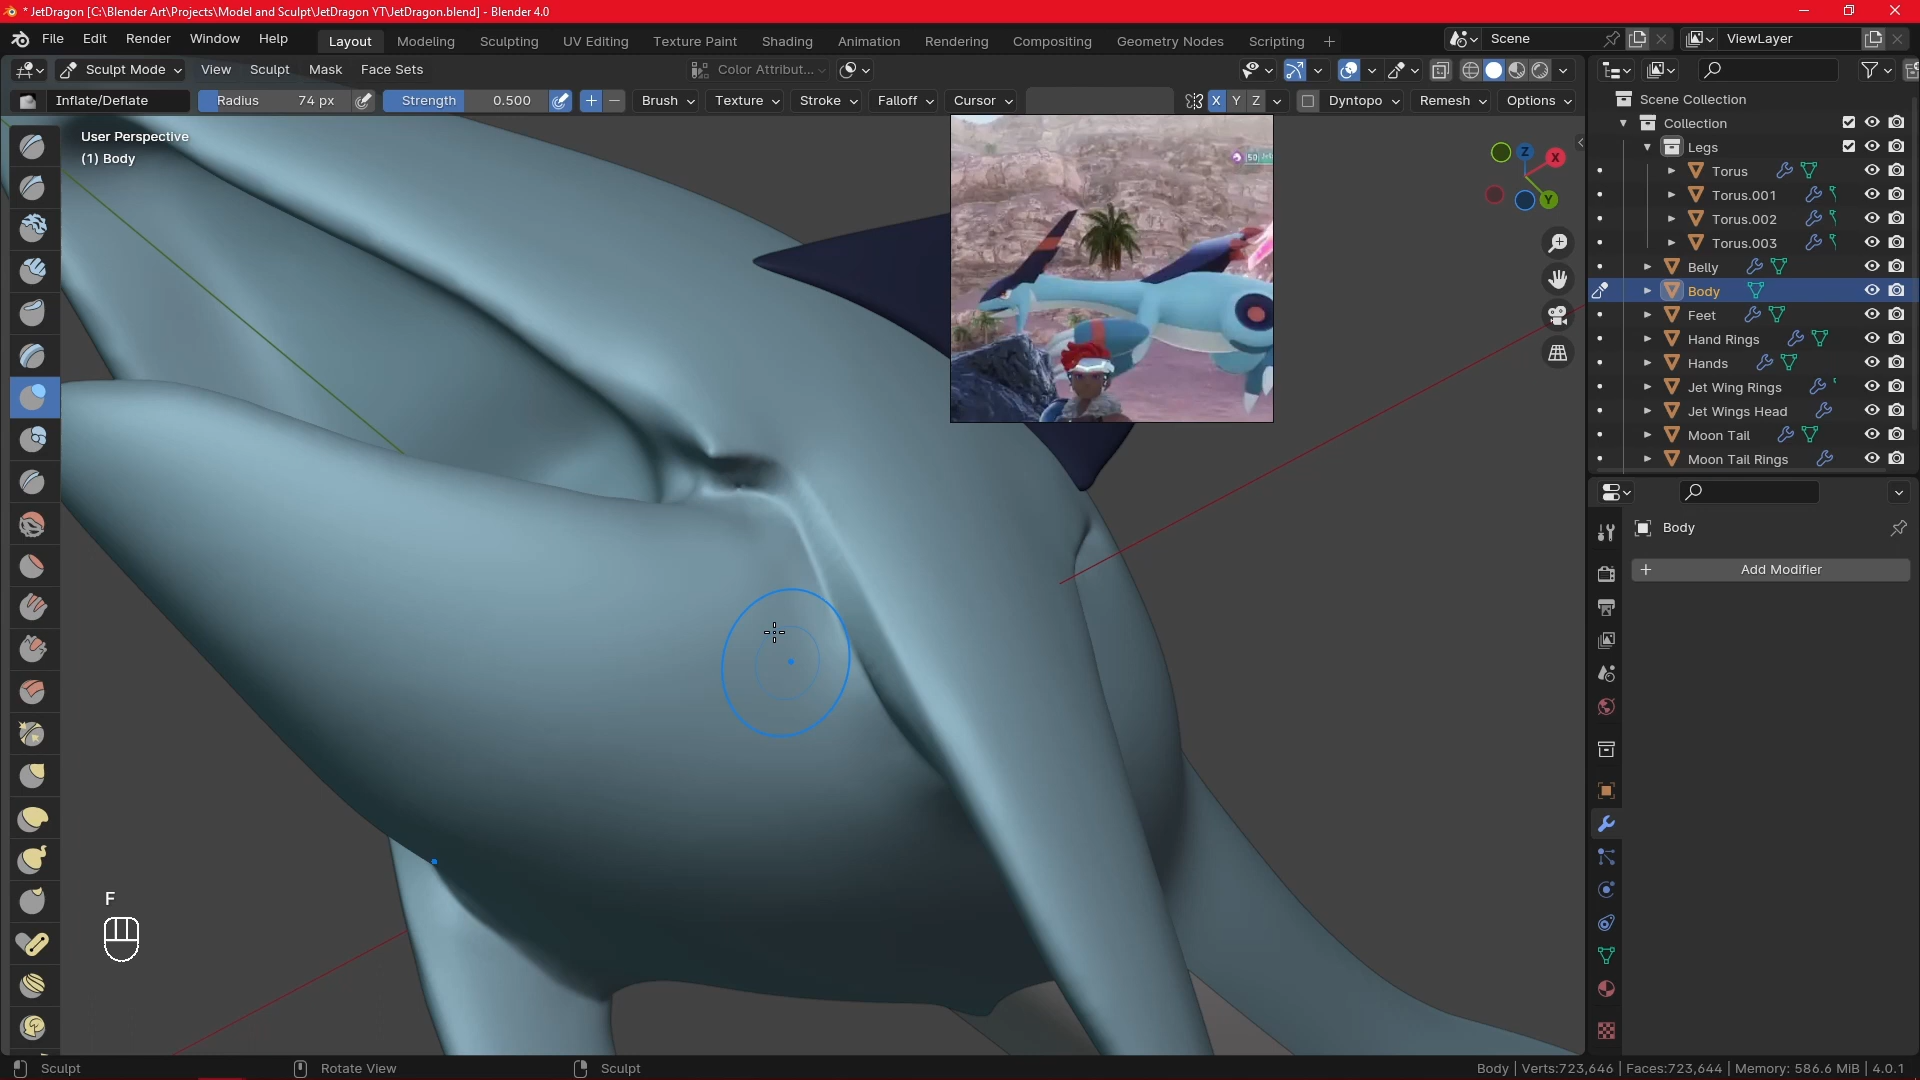 * JetDragon [C:\Blender Art\Projects\Model and Sculpt\JetDragon YT\JetDragon.blend] - Blender 4.0
File Edit Render Window Help
Layout Modeling Sculpting UV Editing Texture Paint Shading Animation Rendering Compositing Geometry Nodes Scripting +
Scene
ViewLayer
Sculpt Mode View Sculpt Mask Face Sets
Color Attribut...
Inflate/Deflate Radius 74 px Strength 0.500 Brush Texture Stroke Falloff Cursor X Y Z Dyntopo Remesh Options
User Perspective
(1) Body
50
Z
X
Y
Scene Collection
Collection
Legs
Torus
Torus.001
Torus.002
Torus.003
Belly
Body
Feet
Hand Rings
Hands
Jet Wing Rings
Jet Wings Head
Moon Tail
Moon Tail Rings
Body
+ Add Modifier
F
Sculpt Rotate View Sculpt
Body | Verts:723,646 | Faces:723,644 | Memory: 586.6 MiB | 4.0.1